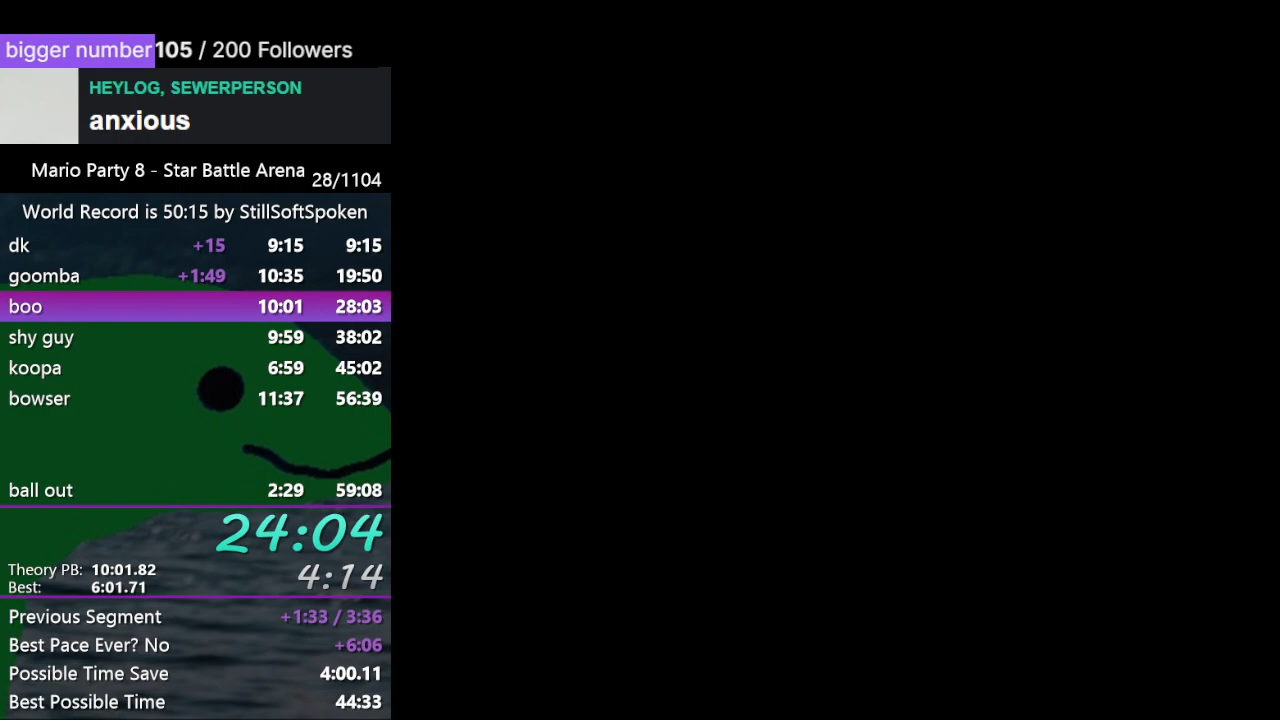 bigger number 105 / 200 Followers
HEYLOG, SEWERPERSON
anxious
Mario Party 8 - Star Battle Arena 28/1104
World Record is 50:15 by StillSoftSpoken
dk +15 9:15 9:15
goomba +1:49 10:35 19:50
boo 10:01 28:03
shy guy 9:59 38:02
koopa 6:59 45:02
bowser 11:37 56:39
ball out 2:29 59:08
24:04
Theory PB: 10:01.82
Best: 6:01.71
4:14
Previous Segment +1:33 / 3:36
Best Pace Ever? No +6:06
Possible Time Save 4:00.11
Best Possible Time 44:33